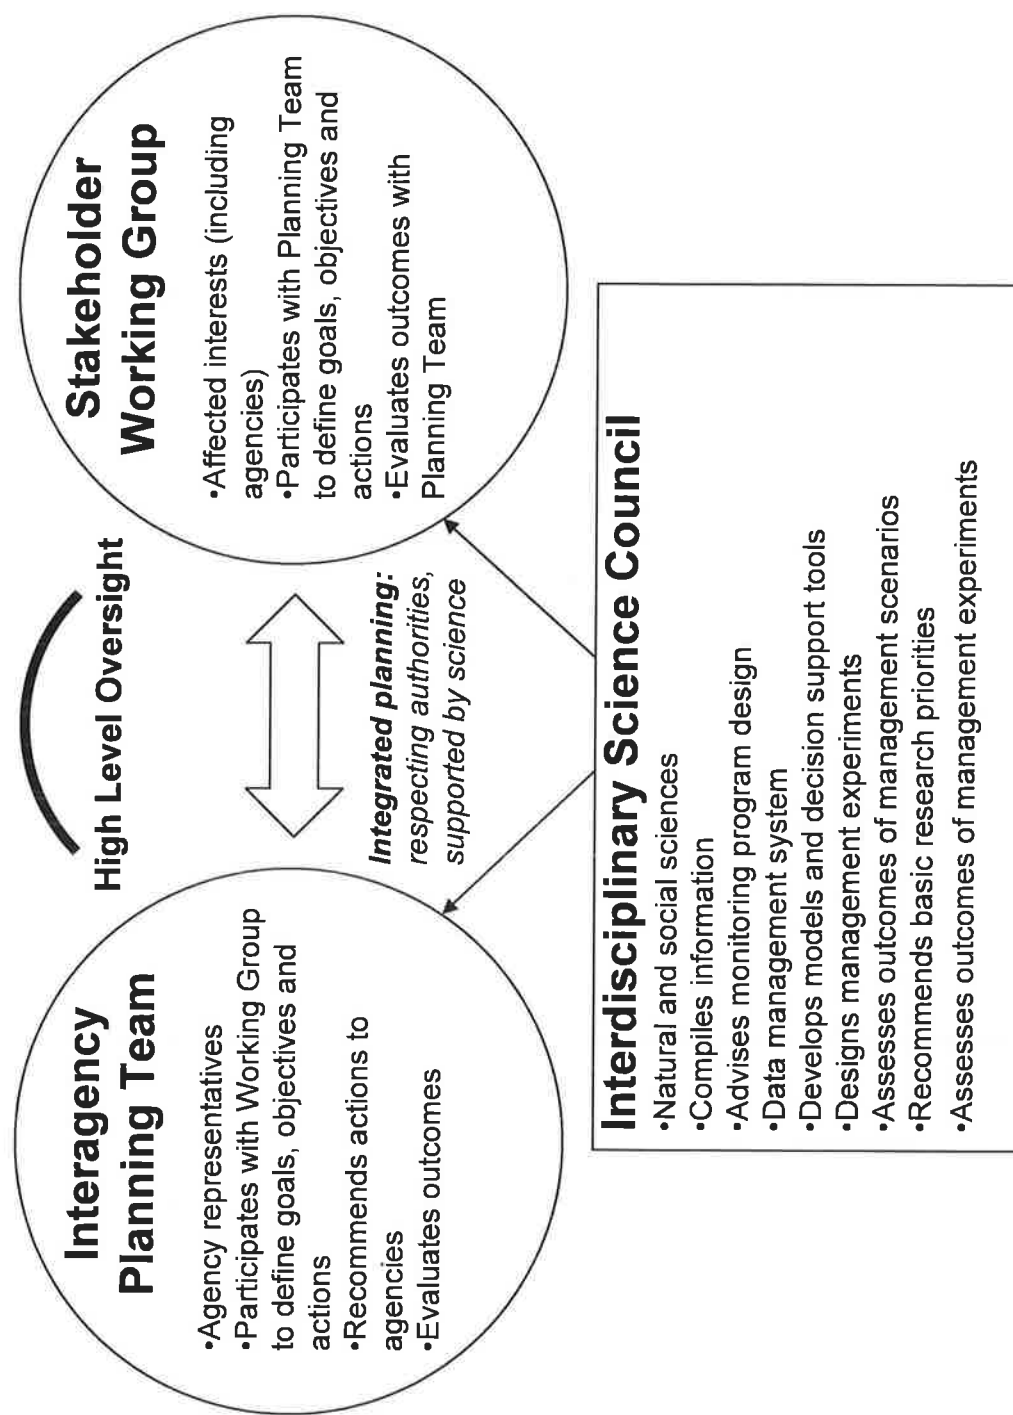 High Level Oversight
Interagency
Planning Team
•Agency representatives
•Participates with Working Group
to define goals, objectives and
actions
•Recommends actions to
agencies
•Evaluates outcomes
Integrated planning:
respecting authorities,
supported by science
Stakeholder
Working Group
•Affected interests (including
agencies)
•Participates with Planning Team
to define goals, objectives and
actions
•Evaluates outcomes with
Planning Team
Interdisciplinary Science Council
•Natural and social sciences
•Compiles information
•Advises monitoring program design
•Data management system
•Develops models and decision support tools
•Designs management experiments
•Assesses outcomes of management scenarios
•Recommends basic research priorities
•Assesses outcomes of management experiments